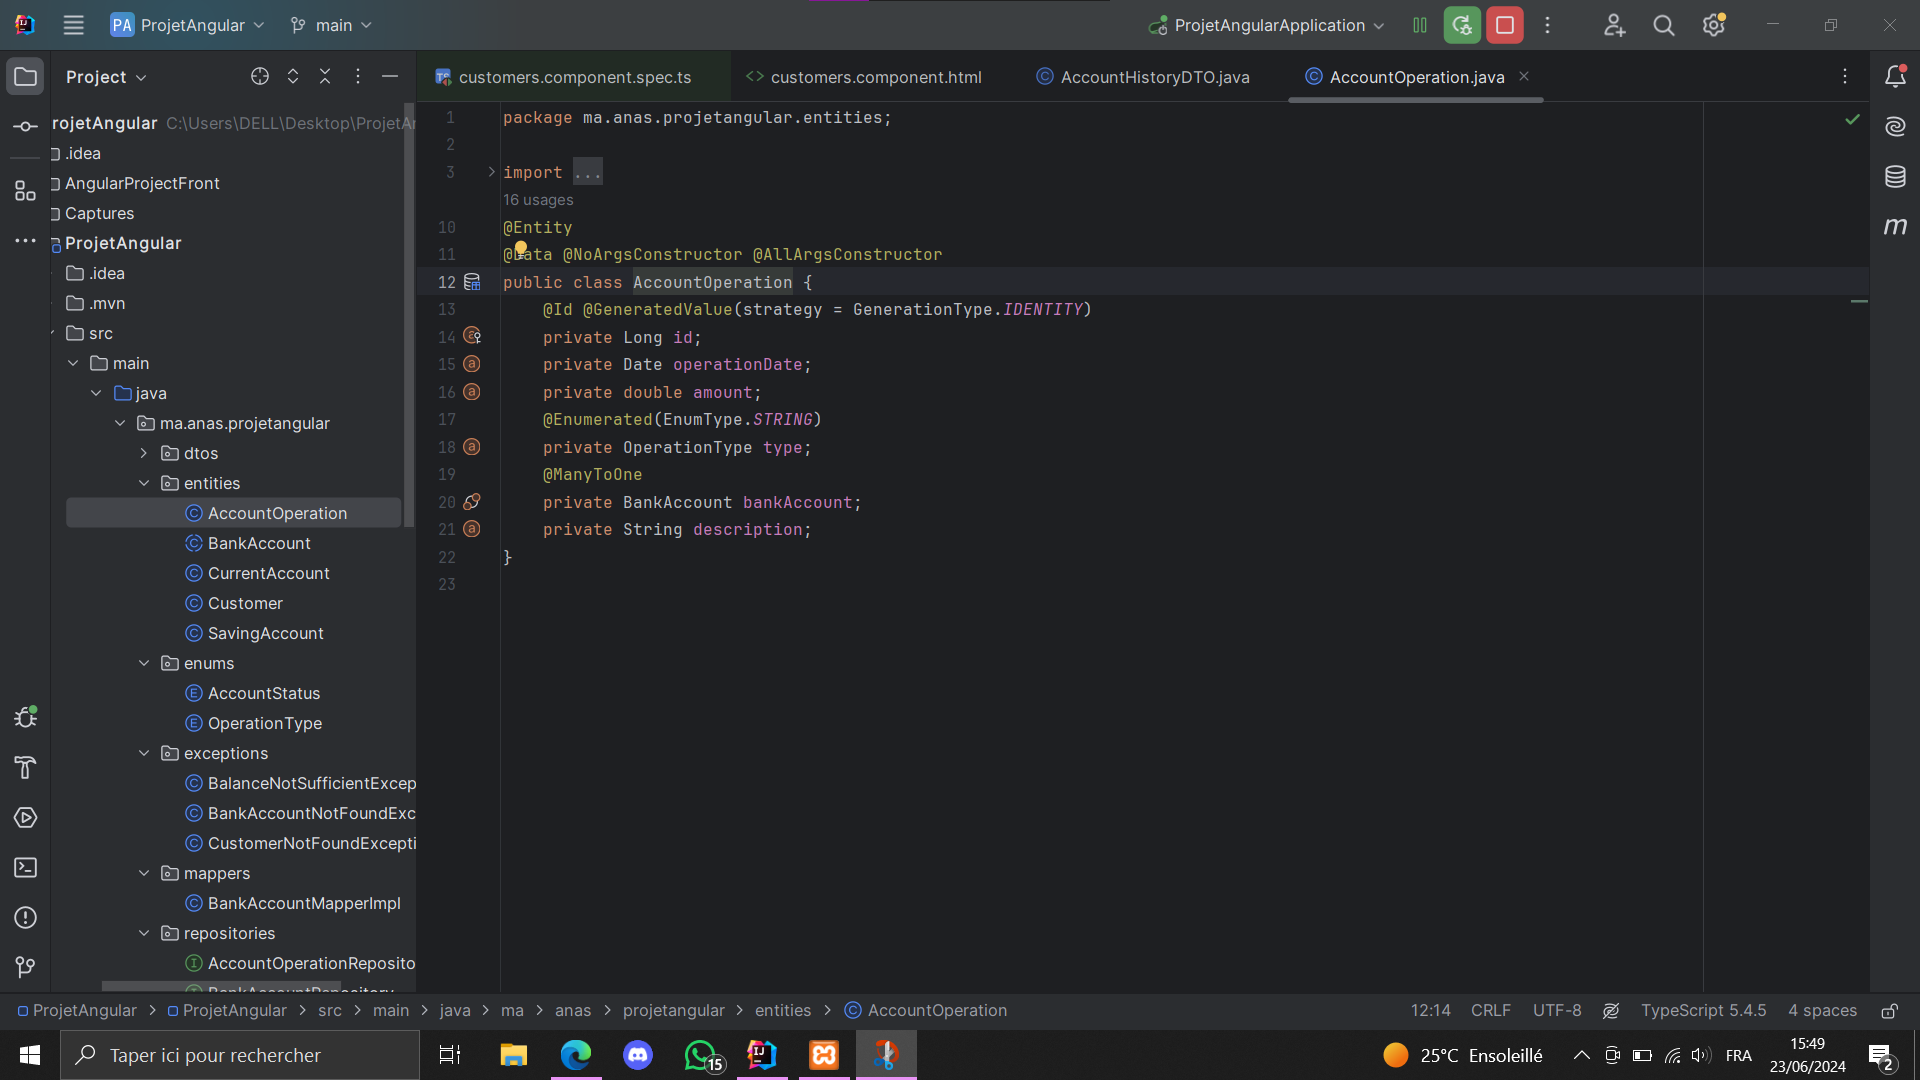 PA ProjetAngular main ProjetAngularApplication
Project
customers.component.spec.ts customers.component.html AccountHistoryDTO.java AccountOperation.java
rojetAngular C:\Users\DELL\Desktop\ProjetAn
.idea
AngularProjectFront
Captures
ProjetAngular
.idea
.mvn
src
main
java
ma.anas.projetangular
dtos
entities
AccountOperation
BankAccount
CurrentAccount
Customer
SavingAccount
enums
AccountStatus
OperationType
exceptions
BalanceNotSufficientExcep
BankAccountNotFoundExc
CustomerNotFoundExcepti
mappers
BankAccountMapperImpl
repositories
AccountOperationReposito
BankAccountRepository
1 package ma.anas.projetangular.entities;
2
3 import ...
16 usages
10 @Entity
11 @Data @NoArgsConstructor @AllArgsConstructor
12 public class AccountOperation {
13 @Id @GeneratedValue(strategy = GenerationType.IDENTITY)
14 private Long id;
15 private Date operationDate;
16 private double amount;
17 @Enumerated(EnumType.STRING)
18 private OperationType type;
19 @ManyToOne
20 private BankAccount bankAccount;
21 private String description;
22 }
23
m
ProjetAngular > ProjetAngular > src > main > java > ma > anas > projetangular > entities > AccountOperation
12:14 CRLF UTF-8 TypeScript 5.4.5 4 spaces
Taper ici pour rechercher
15
25°C Ensoleillé
FRA
15:49
23/06/2024
2